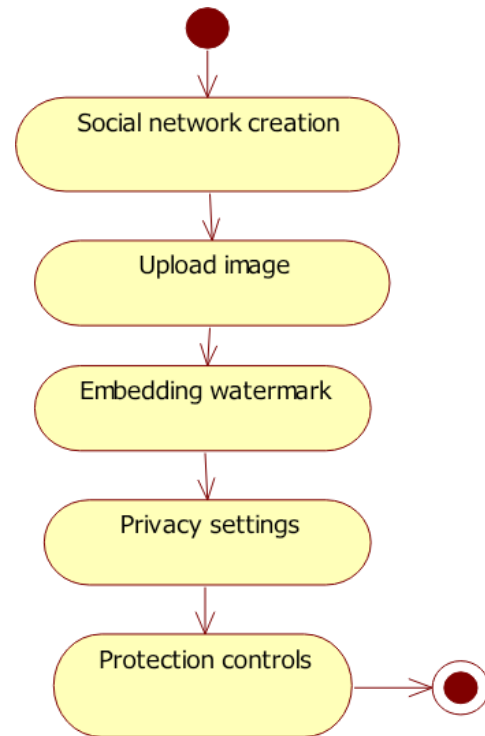 Social network creation
Upload image
Embedding watermark
Privacy settings
Protection controls